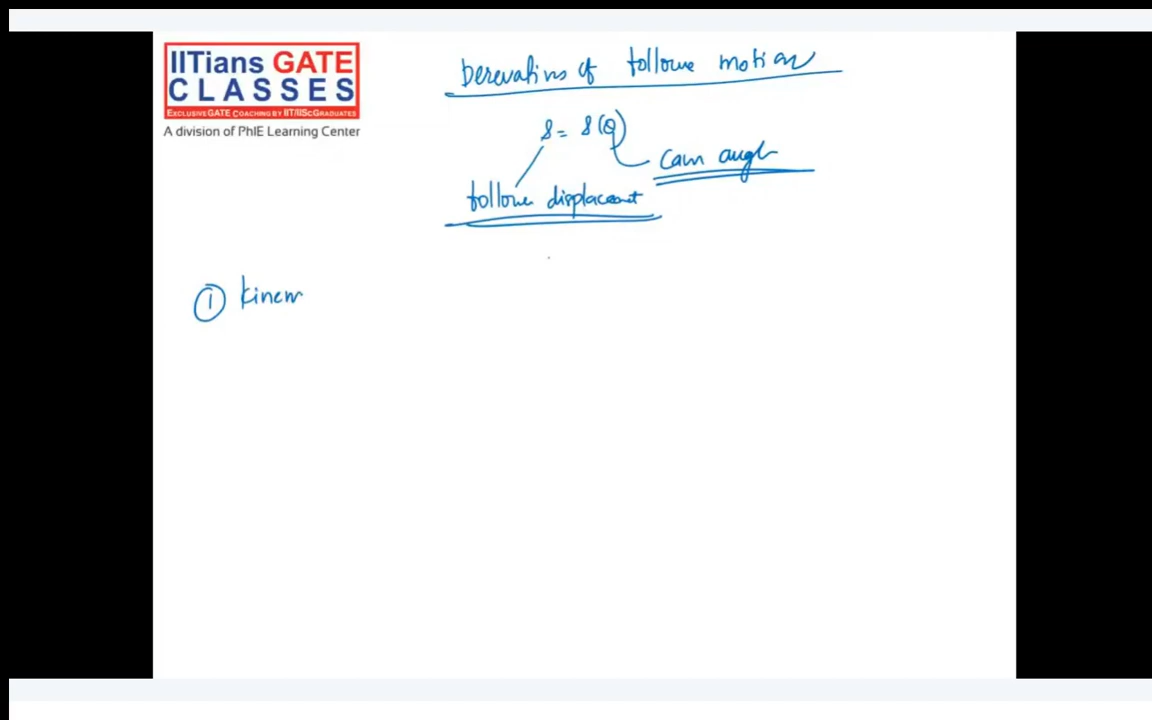 IITians GATE
CLASSES
EXCLUSIVE GATE COACHING BY IIT/IISC GRADUATES
A division of PhIE Learning Center
Derevatins of follower motion
s = s(θ)
Cam angle
follower displacement
① kinem